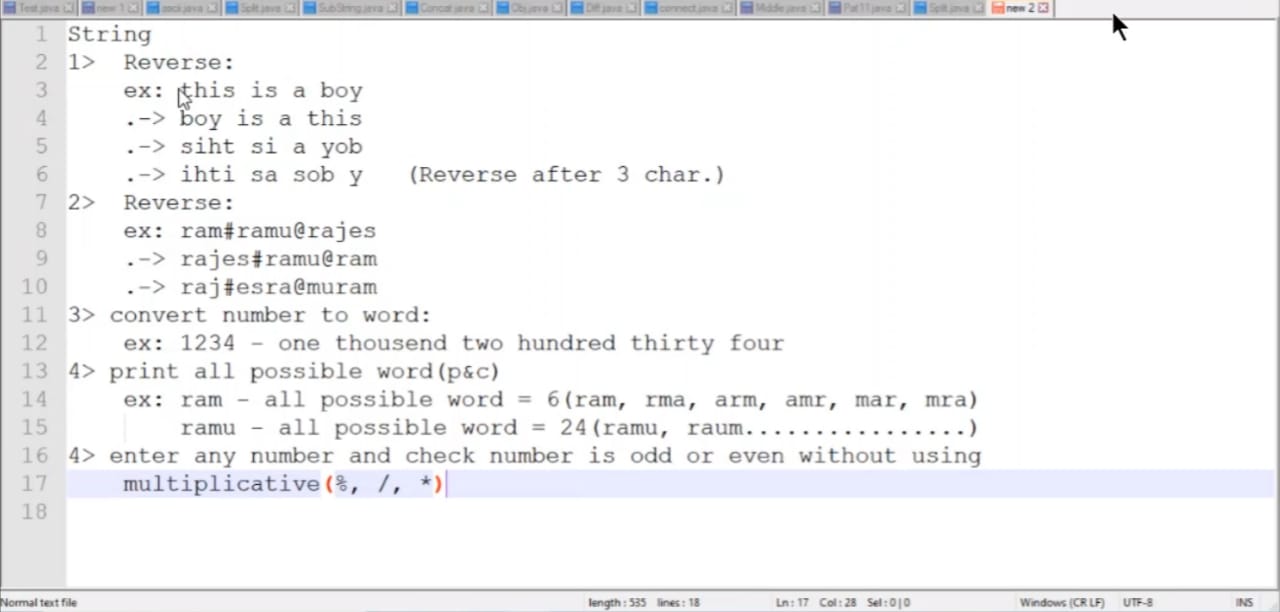 Test.java new 1 ascii.java Split.java SubString.java Concat.java Obj.java Diff.java connect.java Middle.java Pat11.java Split.java new 2
1 String
2 1> Reverse:
3 ex: this is a boy
4 .-> boy is a this
5 .-> siht si a yob
6 .-> ihti sa sob y (Reverse after 3 char.)
7 2> Reverse:
8 ex: ram#ramu@rajes
9 .-> rajes#ramu@ram
10 .-> raj#esra@muram
11 3> convert number to word:
12 ex: 1234 - one thousend two hundred thirty four
13 4> print all possible word(p&c)
14 ex: ram - all possible word = 6(ram, rma, arm, amr, mar, mra)
15 ramu - all possible word = 24(ramu, raum................)
16 4> enter any number and check number is odd or even without using
17 multiplicative(%, /, *)
18
Normal text file length : 535 lines : 18 Ln : 17 Col : 28 Sel : 0 | 0 Windows (CR LF) UTF-8 INS